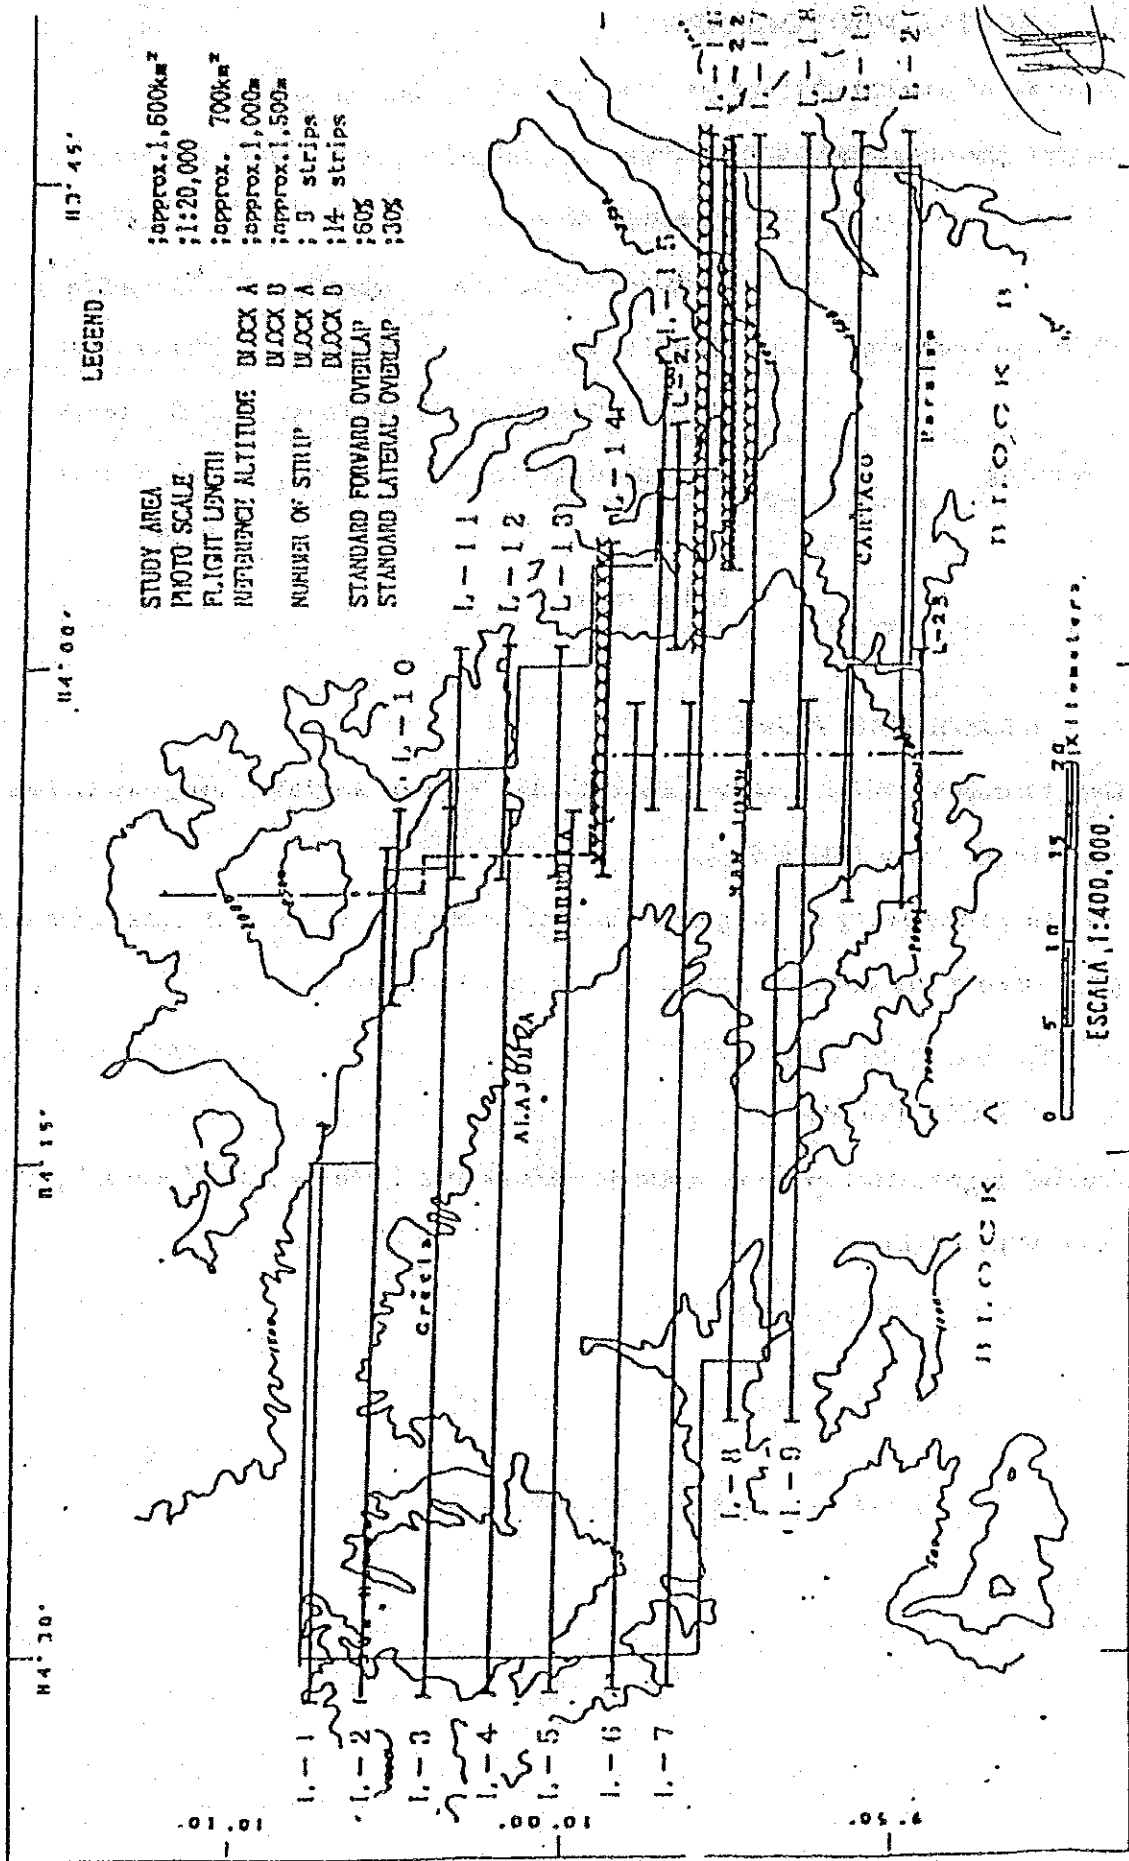 84°30'
84°15'
84°00'
83°45'
LEGEND.
STUDY AREA ;approx.1,600km²
PHOTO SCALE ;1:20,000
FLIGHT LENGTH ;approx. 700km²
REFERENCE ALTITUDE BLOCK A ;approx.1,000m
BLOCK B ;approx.1,500m
NUMBER OF STRIP BLOCK A ; 9 strips
BLOCK B ;14 strips
STANDARD FORWARD OVERLAP ;60%
STANDARD LATERAL OVERLAP ;30%
10°10'
10°00'
9°50'
L-1
L-2
L-3
L-4
L-5
L-6
L-7
L-8
L-9
L-10
L-11
L-12
L-13
L-14
L-15
L-21
L-17
L-18
L-23
Grecia
ALAJUELA
HEREDIA
SAN JOSE
CARTAGO
Paraiso
BLOCK A
BLOCK B
0 5 10 15 20 Kilometers
ESCALA, 1:400,000.